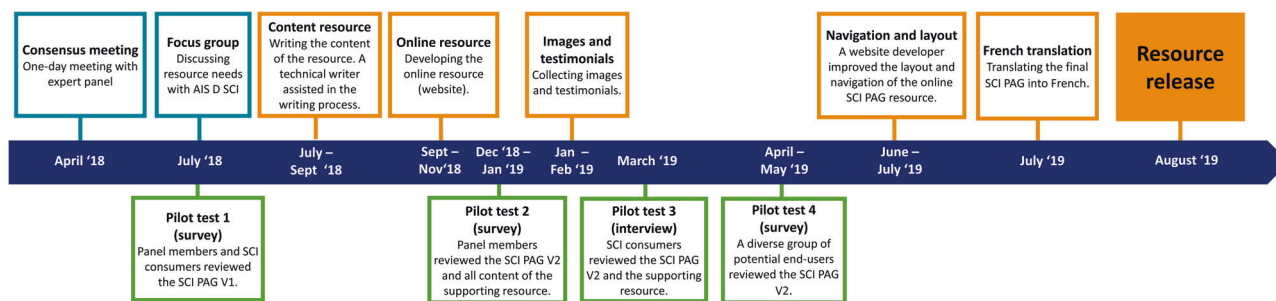 Consensus meeting
One-day meeting with
expert panel
Focus group
Discussing
resource needs
with AIS D SCI
Content resource
Writing the content
of the resource. A
technical writer
assisted in the
writing process.
Online resource
Developing the
online resource
(website).
Images and
testimonials
Collecting images
and testimonials.
Navigation and layout
A website developer
improved the layout and
navigation of the online
SCI PAG resource.
French translation
Translating the final
SCI PAG into French.
Resource
release
April ‘18
July ‘18
July –
Sept ‘18
Sept –
Nov‘18
Dec ‘18 –
Jan ‘19
Jan –
Feb ‘19
March ‘19
April –
May ‘19
June –
July ‘19
July ‘19
August ‘19
Pilot test 1
(survey)
Panel members and SCI
consumers reviewed
the SCI PAG V1.
Pilot test 2
(survey)
Panel members
reviewed the SCI PAG V2
and all content of the
supporting resource.
Pilot test 3
(interview)
SCI consumers
reviewed the SCI PAG
V2 and the supporting
resource.
Pilot test 4
(survey)
A diverse group of
potential end-users
reviewed the SCI PAG
V2.